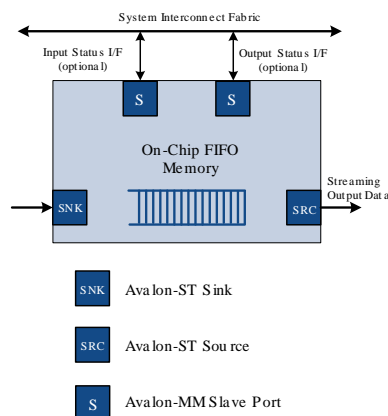 System Interconnect Fabric
Input Status I/F
(optional)
Output Status I/F
(optional)
S
S
On-Chip FIFO
Memory
SNK
SRC
Streaming
Output Data
SNK
Avalon-ST Sink
SRC
Avalon-ST Source
S
Avalon-MM Slave Port